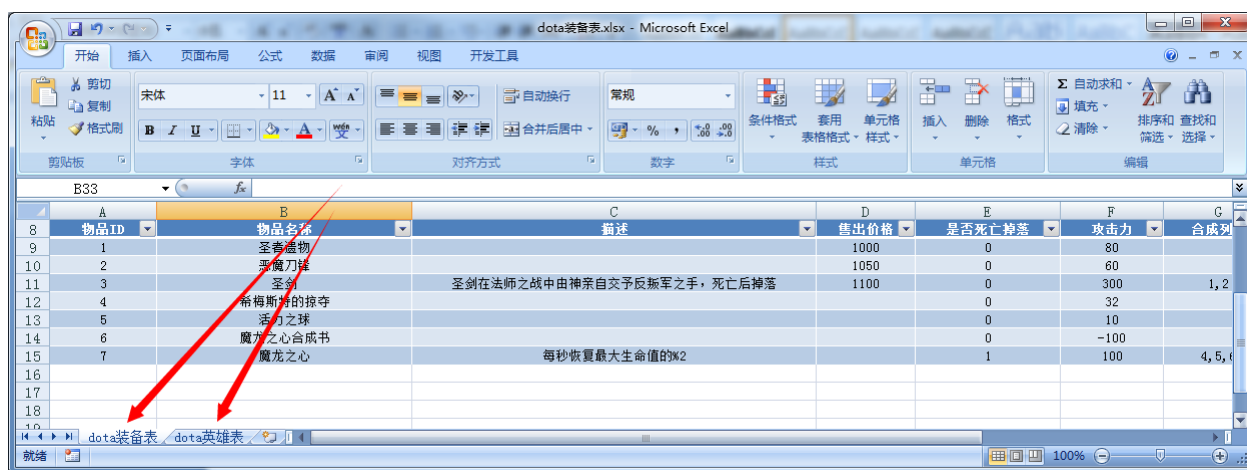 dota装备表.xlsx - Microsoft Excel
开始 插入 页面布局 公式 数据 审阅 视图 开发工具
粘贴 剪切 复制 格式刷 剪贴板
宋体 11 B I U wén 变 字体
自动换行 合并后居中 对齐方式
常规 % , 数字
条件格式 套用表格格式 单元格样式 样式
插入 删除 格式 单元格
Σ 自动求和 填充 清除 排序和筛选 查找和选择 编辑
B33 fx
A B C D E F G
8 物品ID 物品名称 描述 售出价格 是否死亡掉落 攻击力 合成列
9 1 圣者遗物 1000 0 80
10 2 恶魔刀锋 1050 0 60
11 3 圣剑 圣剑在法师之战中由神亲自交予反叛军之手，死亡后掉落 1100 0 300 1,2
12 4 希梅斯特的掠夺 0 32
13 5 活力之球 0 10
14 6 魔龙之心合成书 0 -100
15 7 魔龙之心 每秒恢复最大生命值的%2 1 100 4,5,
16
17
18
dota装备表 dota英雄表
就绪 100%